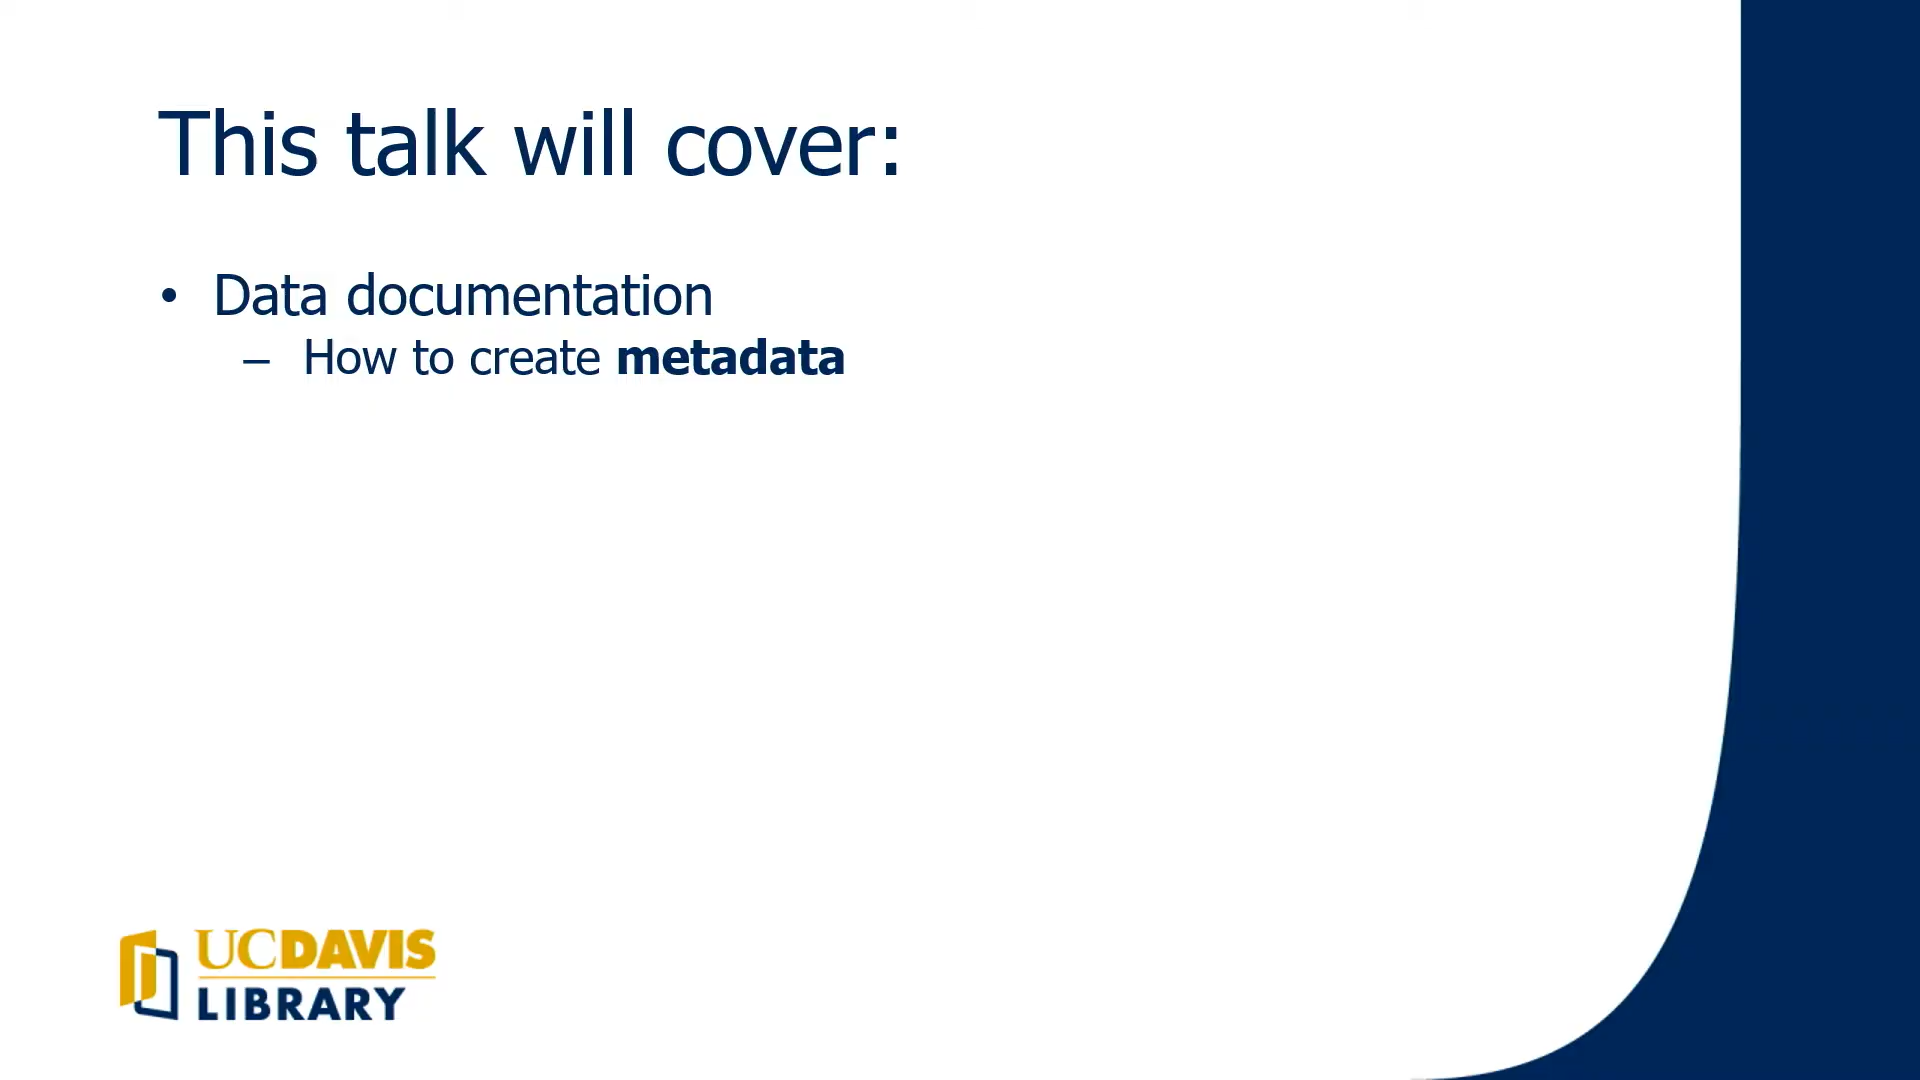 This talk will cover:
• Data documentation
– How to create metadata
UCDAVIS
LIBRARY